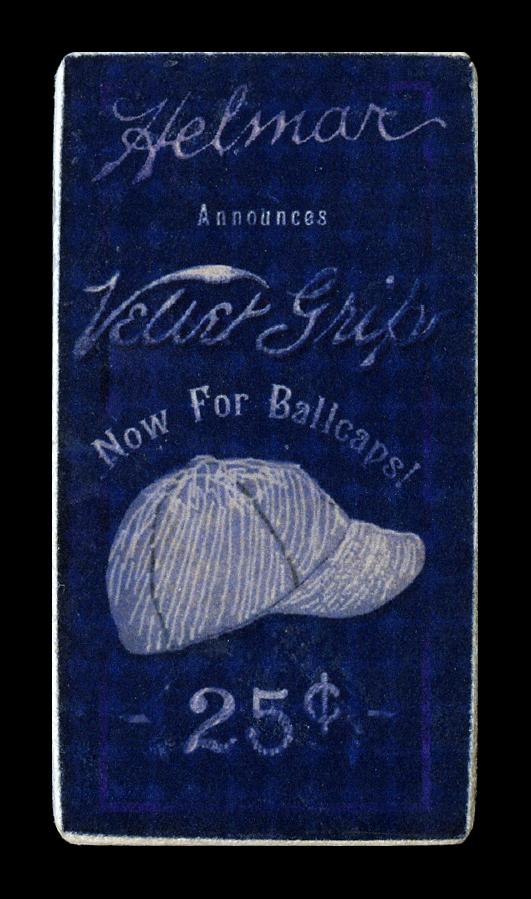 Helmar
Announces
Velvet Grip
Now For Ballcaps!
- 25¢ -